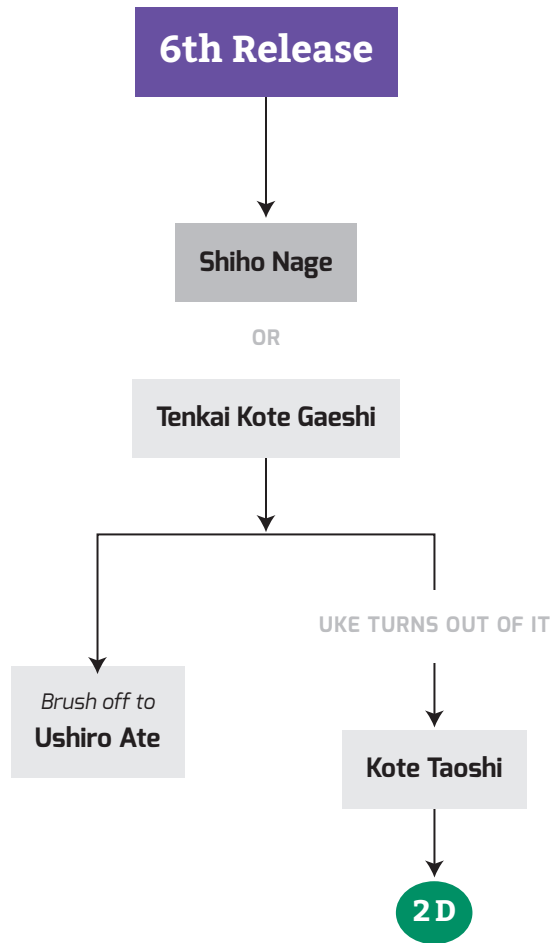 6th Release
Shiho Nage
OR
Tenkai Kote Gaeshi
UKE TURNS OUT OF IT
Brush off to
Ushiro Ate
Kote Taoshi
2 D